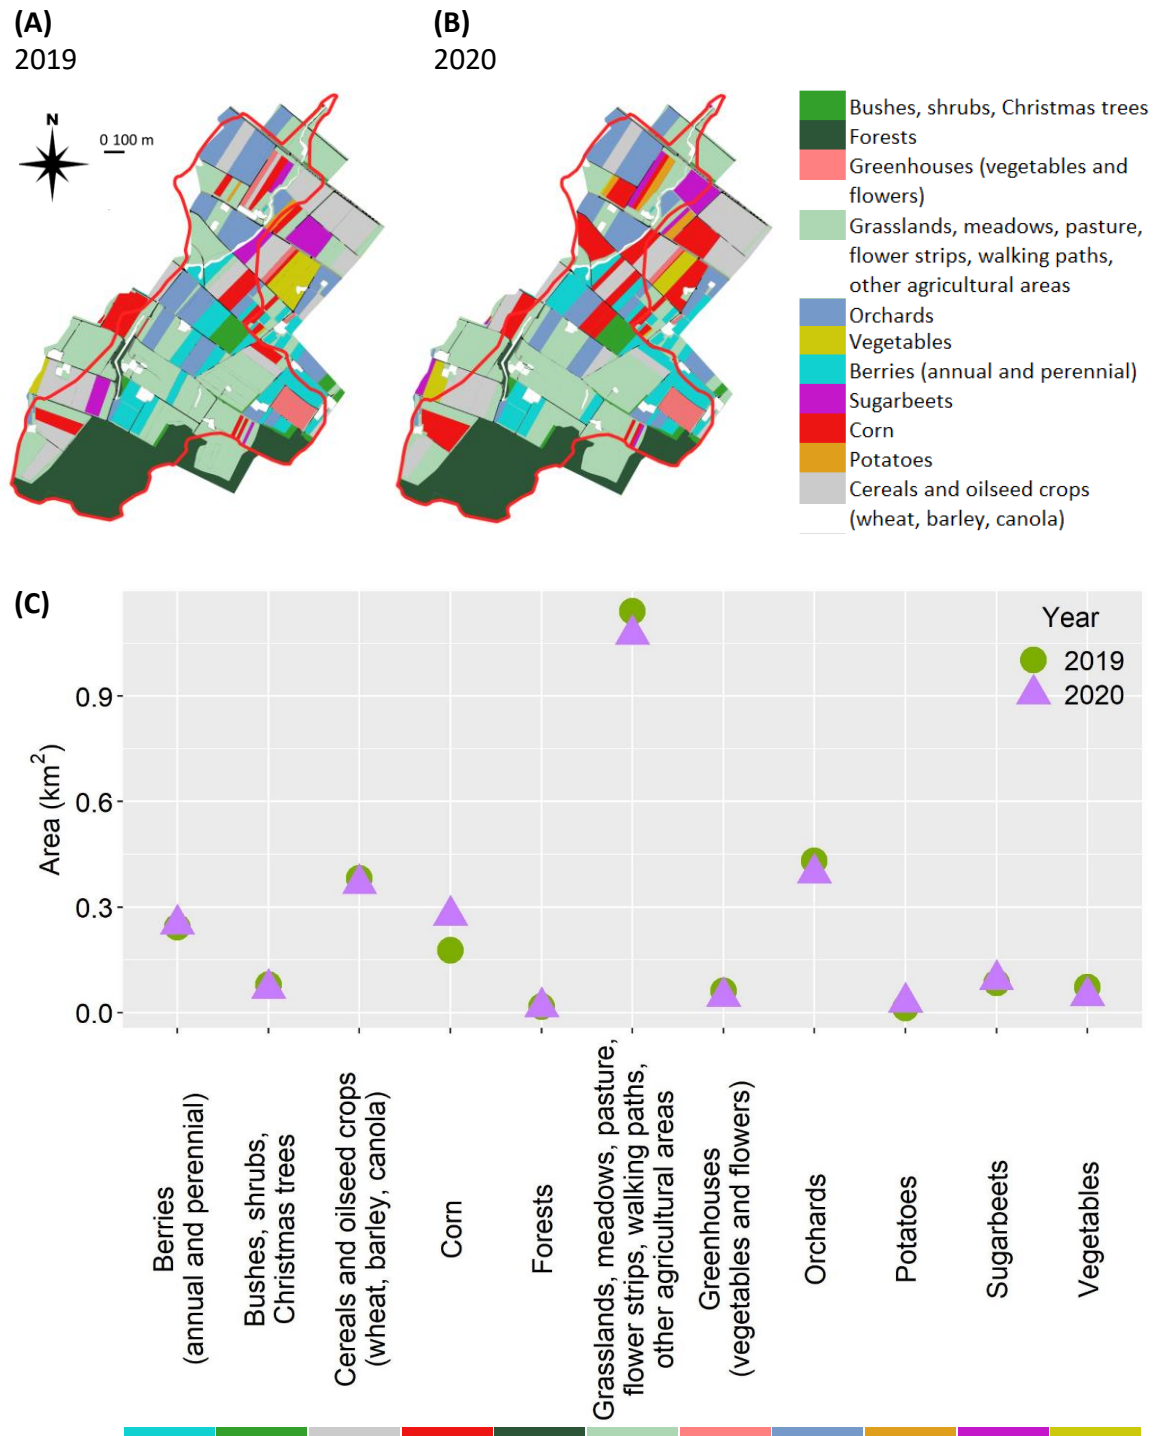 (A)
2019
(B)
2020
N
0 100 m
Bushes, shrubs, Christmas trees
Forests
Greenhouses (vegetables and
flowers)
Grasslands, meadows, pasture,
flower strips, walking paths,
other agricultural areas
Orchards
Vegetables
Berries (annual and perennial)
Sugarbeets
Corn
Potatoes
Cereals and oilseed crops
(wheat, barley, canola)
(C)
Area (km²)
0.9
0.6
0.3
0.0
Year
2019
2020
Berries
(annual and perennial)
Bushes, shrubs,
Christmas trees
Cereals and oilseed crops
(wheat, barley, canola)
Corn
Forests
Grasslands, meadows, pasture,
flower strips, walking paths,
other agricultural areas
Greenhouses
(vegetables and flowers)
Orchards
Potatoes
Sugarbeets
Vegetables